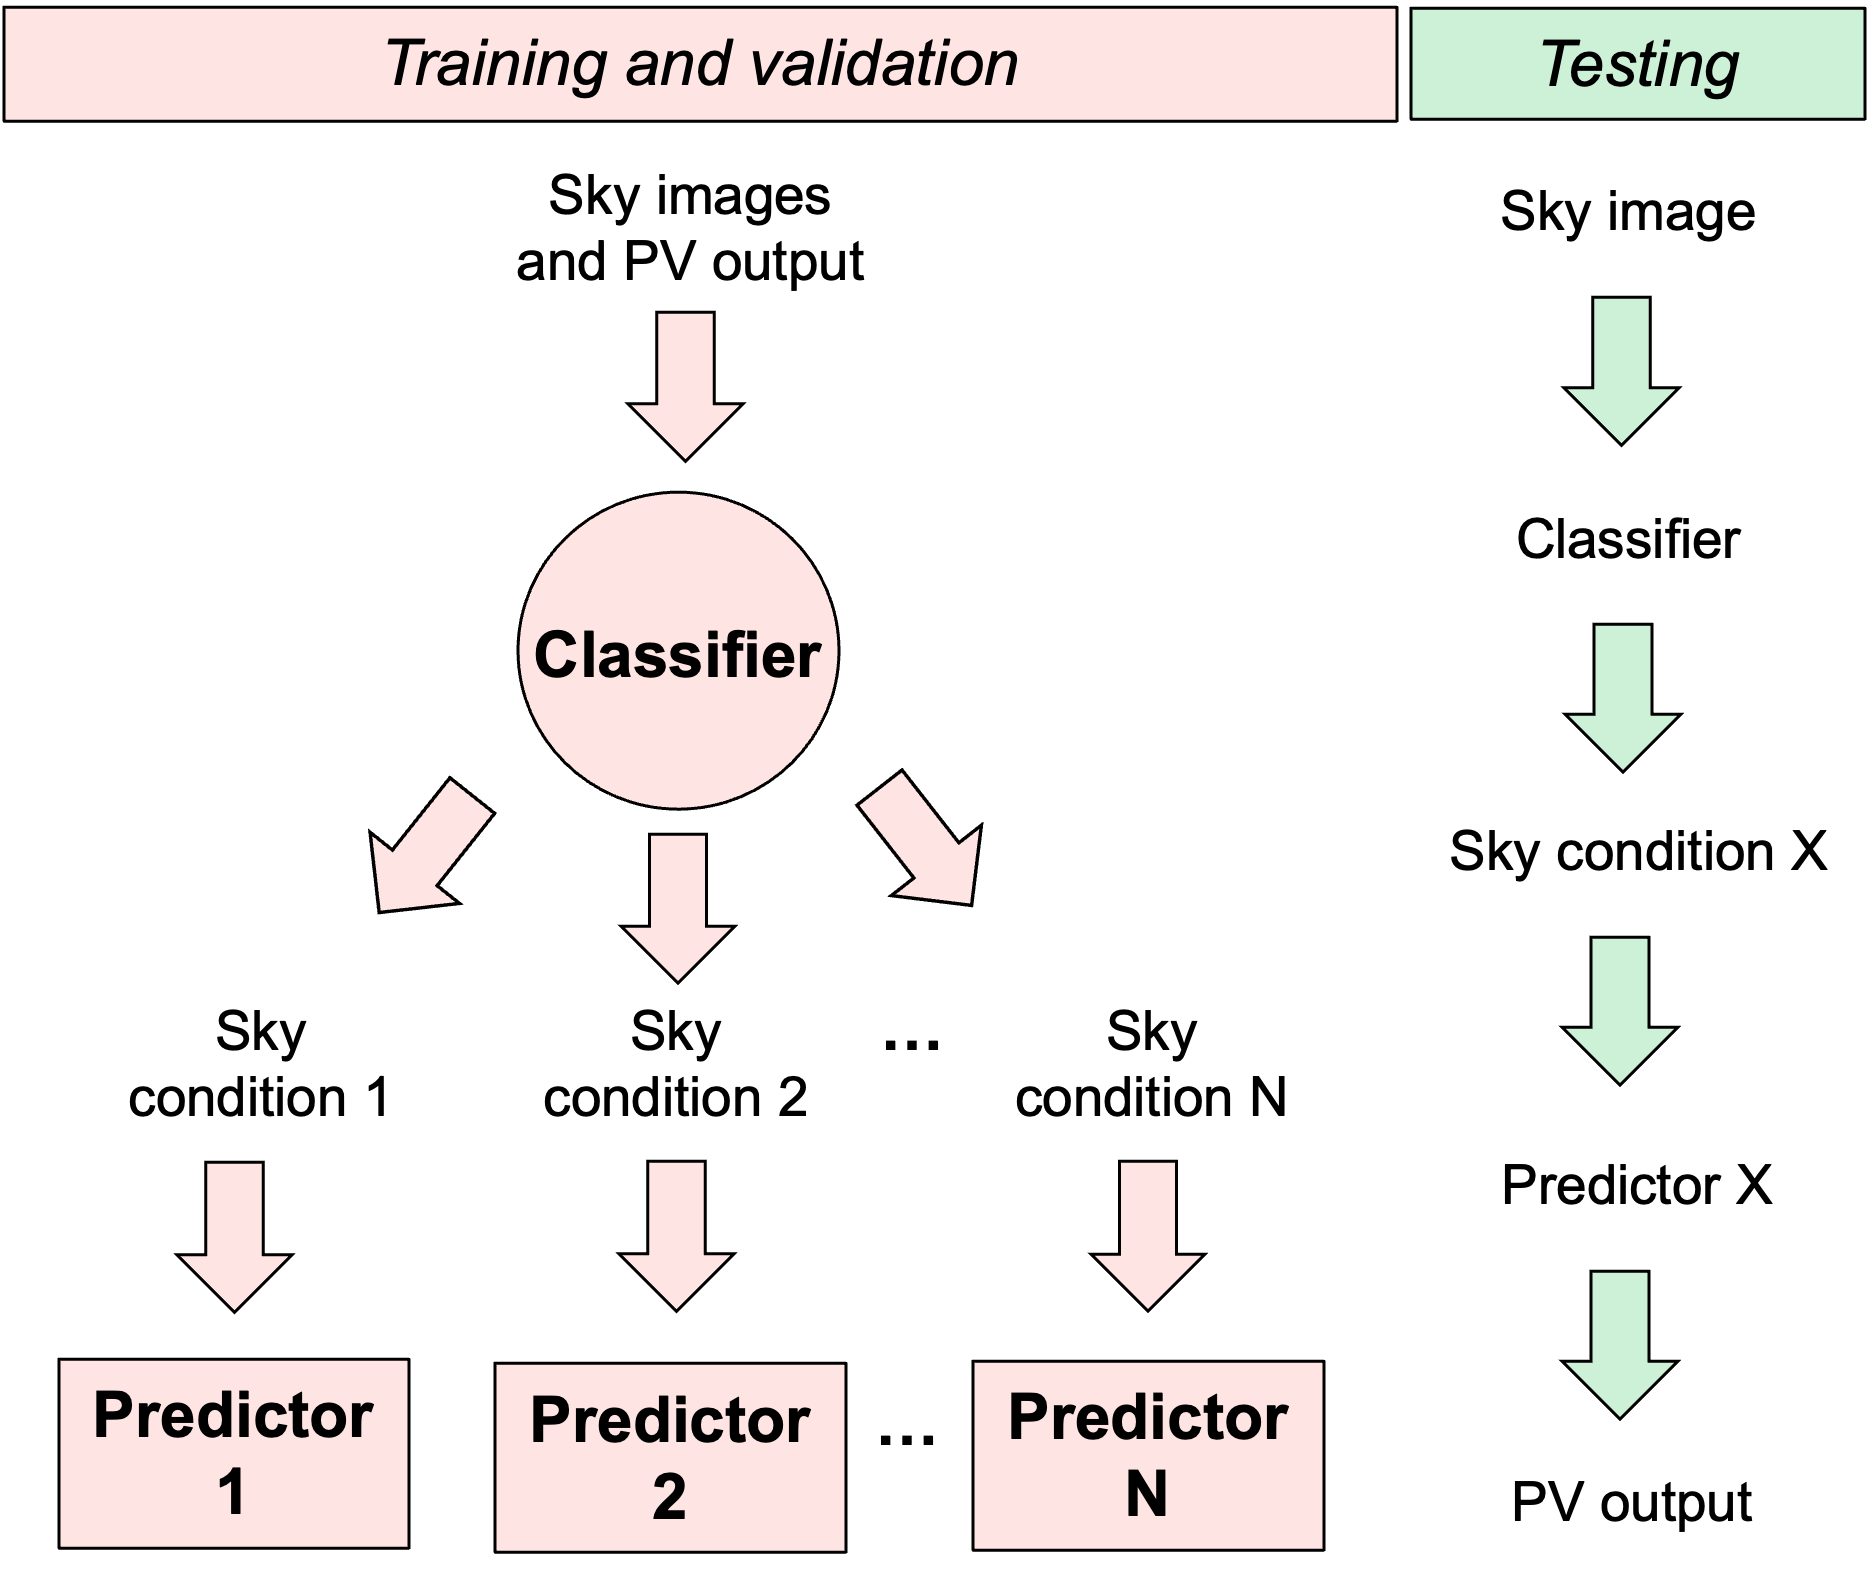 Training and validation
Testing
Sky images
and PV output
Classifier
Sky
condition 1
Sky
condition 2
...
Sky
condition N
Predictor
1
Predictor
2
...
Predictor
N
Sky image
Classifier
Sky condition X
Predictor X
PV output